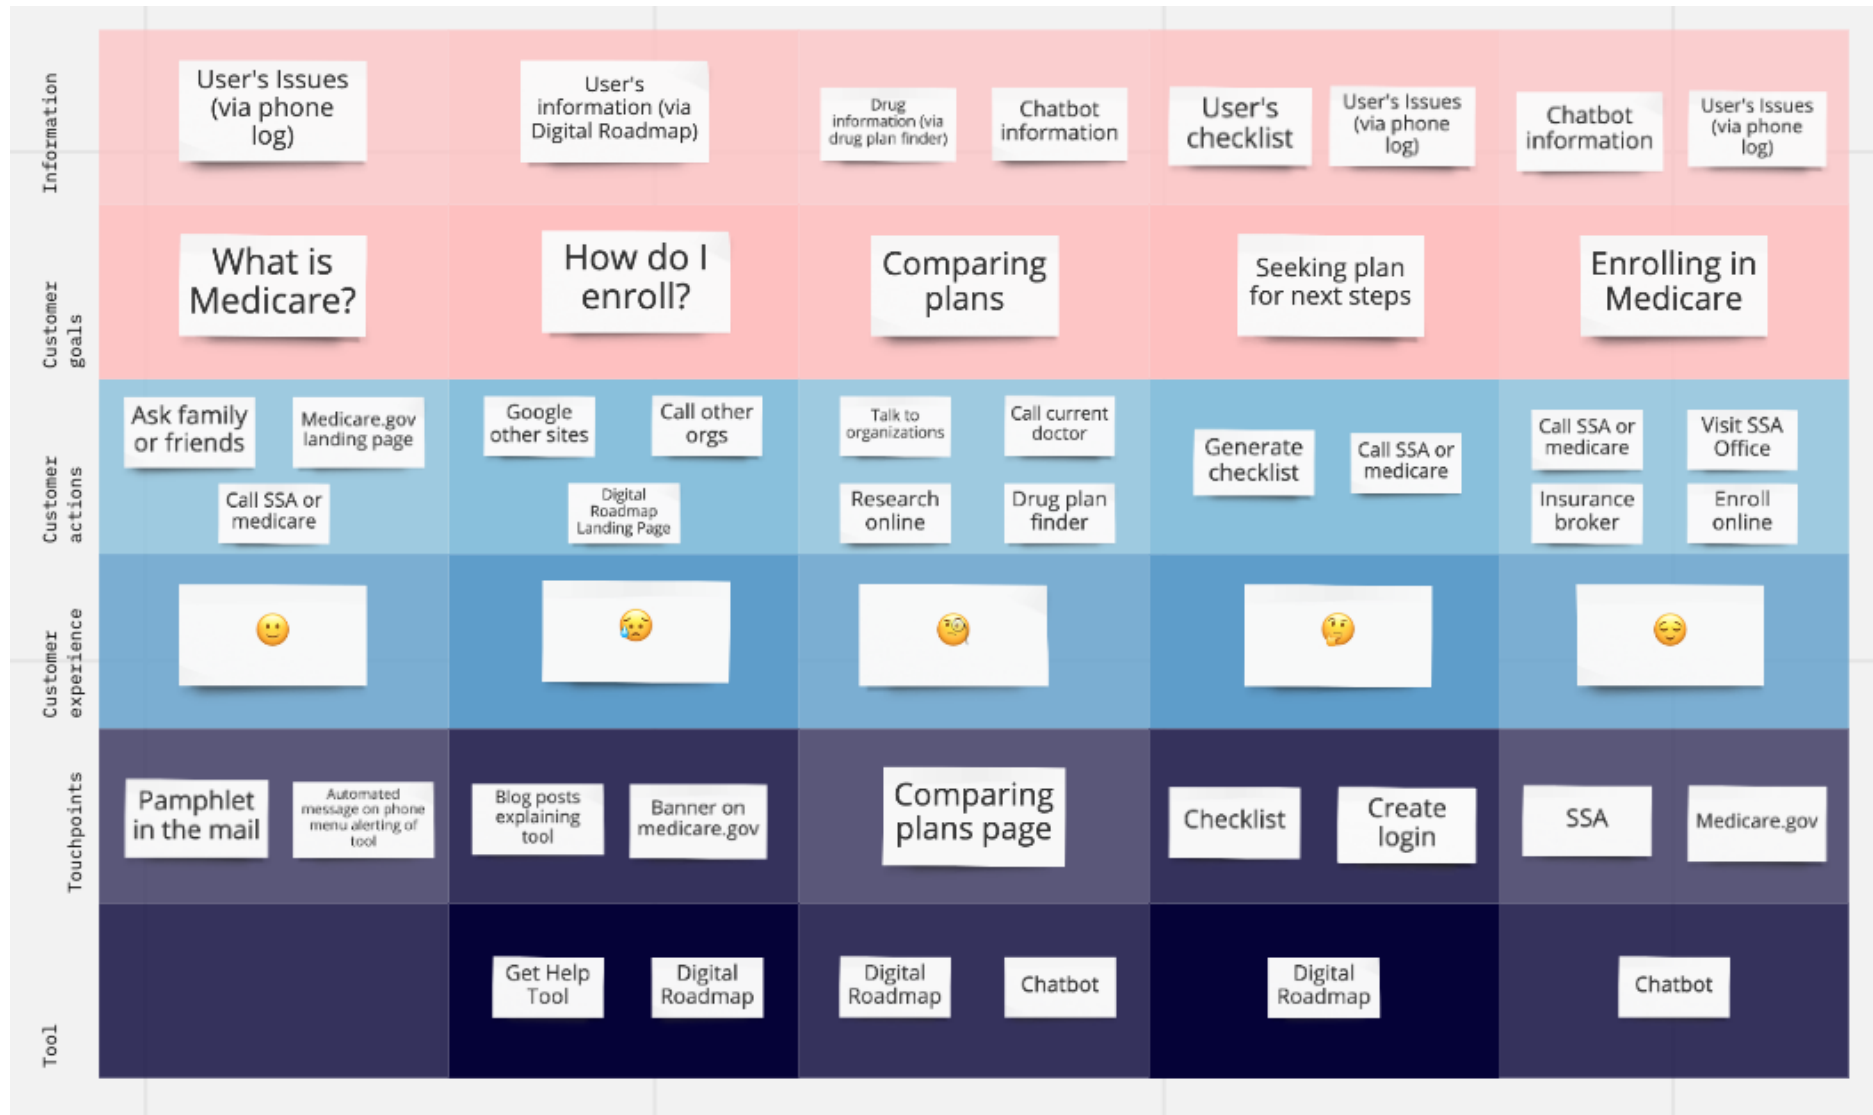 Information
User's Issues
(via phone
log)
User's
information (via
Digital Roadmap)
Drug
information (via
drug plan finder)
Chatbot
information
User's
checklist
User's Issues
(via phone
log)
Chatbot
information
User's Issues
(via phone
log)
Customer
goals
What is
Medicare?
How do I
enroll?
Comparing
plans
Seeking plan
for next steps
Enrolling in
Medicare
Customer
actions
Ask family
or friends
Medicare.gov
landing page
Call SSA or
medicare
Google
other sites
Call other
orgs
Digital
Roadmap
Landing Page
Talk to
organizations
Call current
doctor
Research
online
Drug plan
finder
Generate
checklist
Call SSA or
medicare
Call SSA or
medicare
Visit SSA
Office
Insurance
broker
Enroll
online
Customer
experience
Touchpoints
Pamphlet
in the mail
Automated
message on phone
menu alerting of
tool
Blog posts
explaining
tool
Banner on
medicare.gov
Comparing
plans page
Checklist
Create
login
SSA
Medicare.gov
Tool
Get Help
Tool
Digital
Roadmap
Digital
Roadmap
Chatbot
Digital
Roadmap
Chatbot